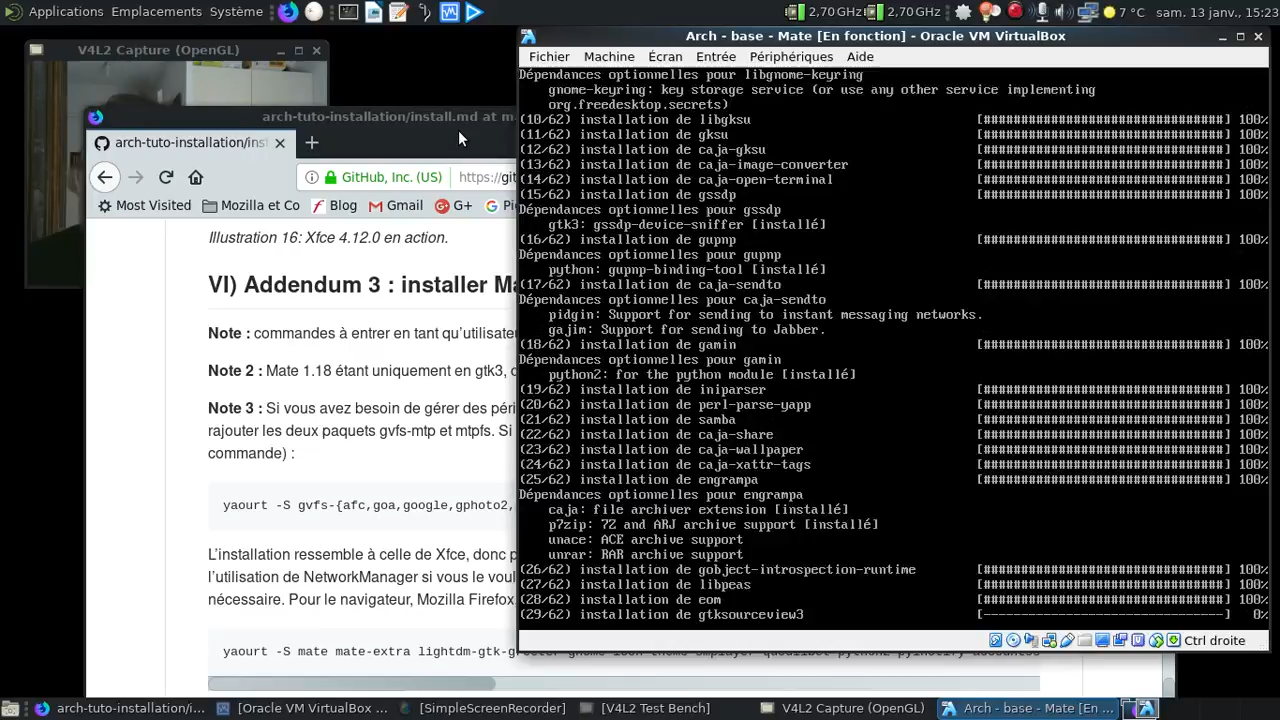 Applications Emplacements Système
2,70 GHz 2,70 GHz 7 °C sam. 13 janv., 15:23
V4L2 Capture (OpenGL)
arch-tuto-installation/install.md at m
arch-tuto-installation/ins
GitHub, Inc. (US) https://git
Most Visited Mozilla et Co Blog Gmail G+
Illustration 16: Xfce 4.12.0 en action.
VI) Addendum 3 : installer M
Note : commandes à entrer en tant qu’utilisate
Note 2 : Mate 1.18 étant uniquement en gtk3,
Note 3 : Si vous avez besoin de gérer des péri
rajouter les deux paquets gvfs-mtp et mtpfs. Si
commande) :
yaourt -S gvfs-{afc,goa,google,gphoto2,
L’installation ressemble à celle de Xfce, donc p
l’utilisation de NetworkManager si vous le voul
nécessaire. Pour le navigateur, Mozilla Firefox.
yaourt -S mate mate-extra lightdm-gtk-g
Arch - base - Mate [En fonction] - Oracle VM VirtualBox
Fichier Machine Écran Entrée Périphériques Aide
Dépendances optionnelles pour libgnome-keyring
gnome-keyring: key storage service (or use any other service implementing
org.freedesktop.secrets)
(10/62) installation de libgksu [################################] 100%
(11/62) installation de gksu [################################] 100%
(12/62) installation de caja-gksu [################################] 100%
(13/62) installation de caja-image-converter [################################] 100%
(14/62) installation de caja-open-terminal [################################] 100%
(15/62) installation de gssdp [################################] 100%
Dépendances optionnelles pour gssdp
gtk3: gssdp-device-sniffer [installé]
(16/62) installation de gupnp [################################] 100%
Dépendances optionnelles pour gupnp
python: gupnp-binding-tool [installé]
(17/62) installation de caja-sendto [################################] 100%
Dépendances optionnelles pour caja-sendto
pidgin: Support for sending to instant messaging networks.
gajim: Support for sending to Jabber.
(18/62) installation de gamin [################################] 100%
Dépendances optionnelles pour gamin
python2: for the python module [installé]
(19/62) installation de iniparser [################################] 100%
(20/62) installation de perl-parse-yapp [################################] 100%
(21/62) installation de samba [################################] 100%
(22/62) installation de caja-share [################################] 100%
(23/62) installation de caja-wallpaper [################################] 100%
(24/62) installation de caja-xattr-tags [################################] 100%
(25/62) installation de engrampa [################################] 100%
Dépendances optionnelles pour engrampa
caja: file archiver extension [installé]
p7zip: 7Z and ARJ archive support [installé]
unace: ACE archive support
unrar: RAR archive support
(26/62) installation de gobject-introspection-runtime [################################] 100%
(27/62) installation de libpeas [################################] 100%
(28/62) installation de eom [################################] 100%
(29/62) installation de gtksourceview3 [--------------------------------] 0%
Ctrl droite
arch-tuto-installation/i... [Oracle VM VirtualBox ... [SimpleScreenRecorder] [V4L2 Test Bench] V4L2 Capture (OpenGL) Arch - base - Mate [En ...